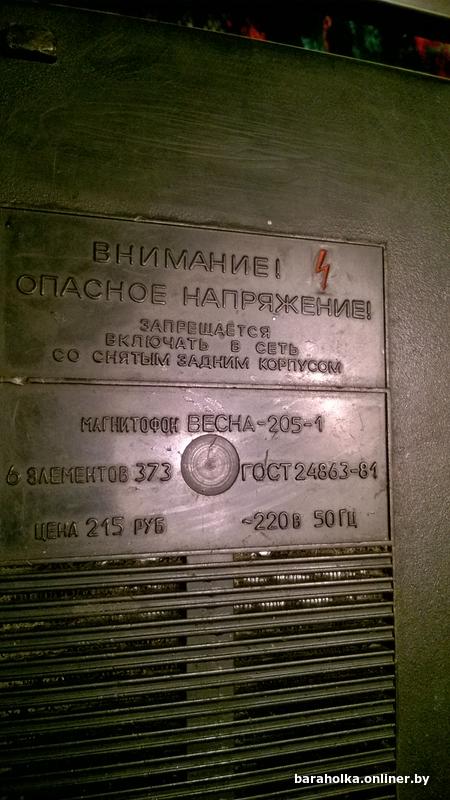 ВНИМАНИЕ!
ОПАСНОЕ НАПРЯЖЕНИЕ!
ЗАПРЕЩАЕТСЯ
ВКЛЮЧАТЬ В СЕТЬ
СО СНЯТЫМ ЗАДНИМ КОРПУСОМ
МАГНИТОФОН ВЕСНА-205-1
6 ЭЛЕМЕНТОВ 373 ГОСТ 24863-81
ЦЕНА 215 РУБ ~220В 50ГЦ
baraholka.onliner.by